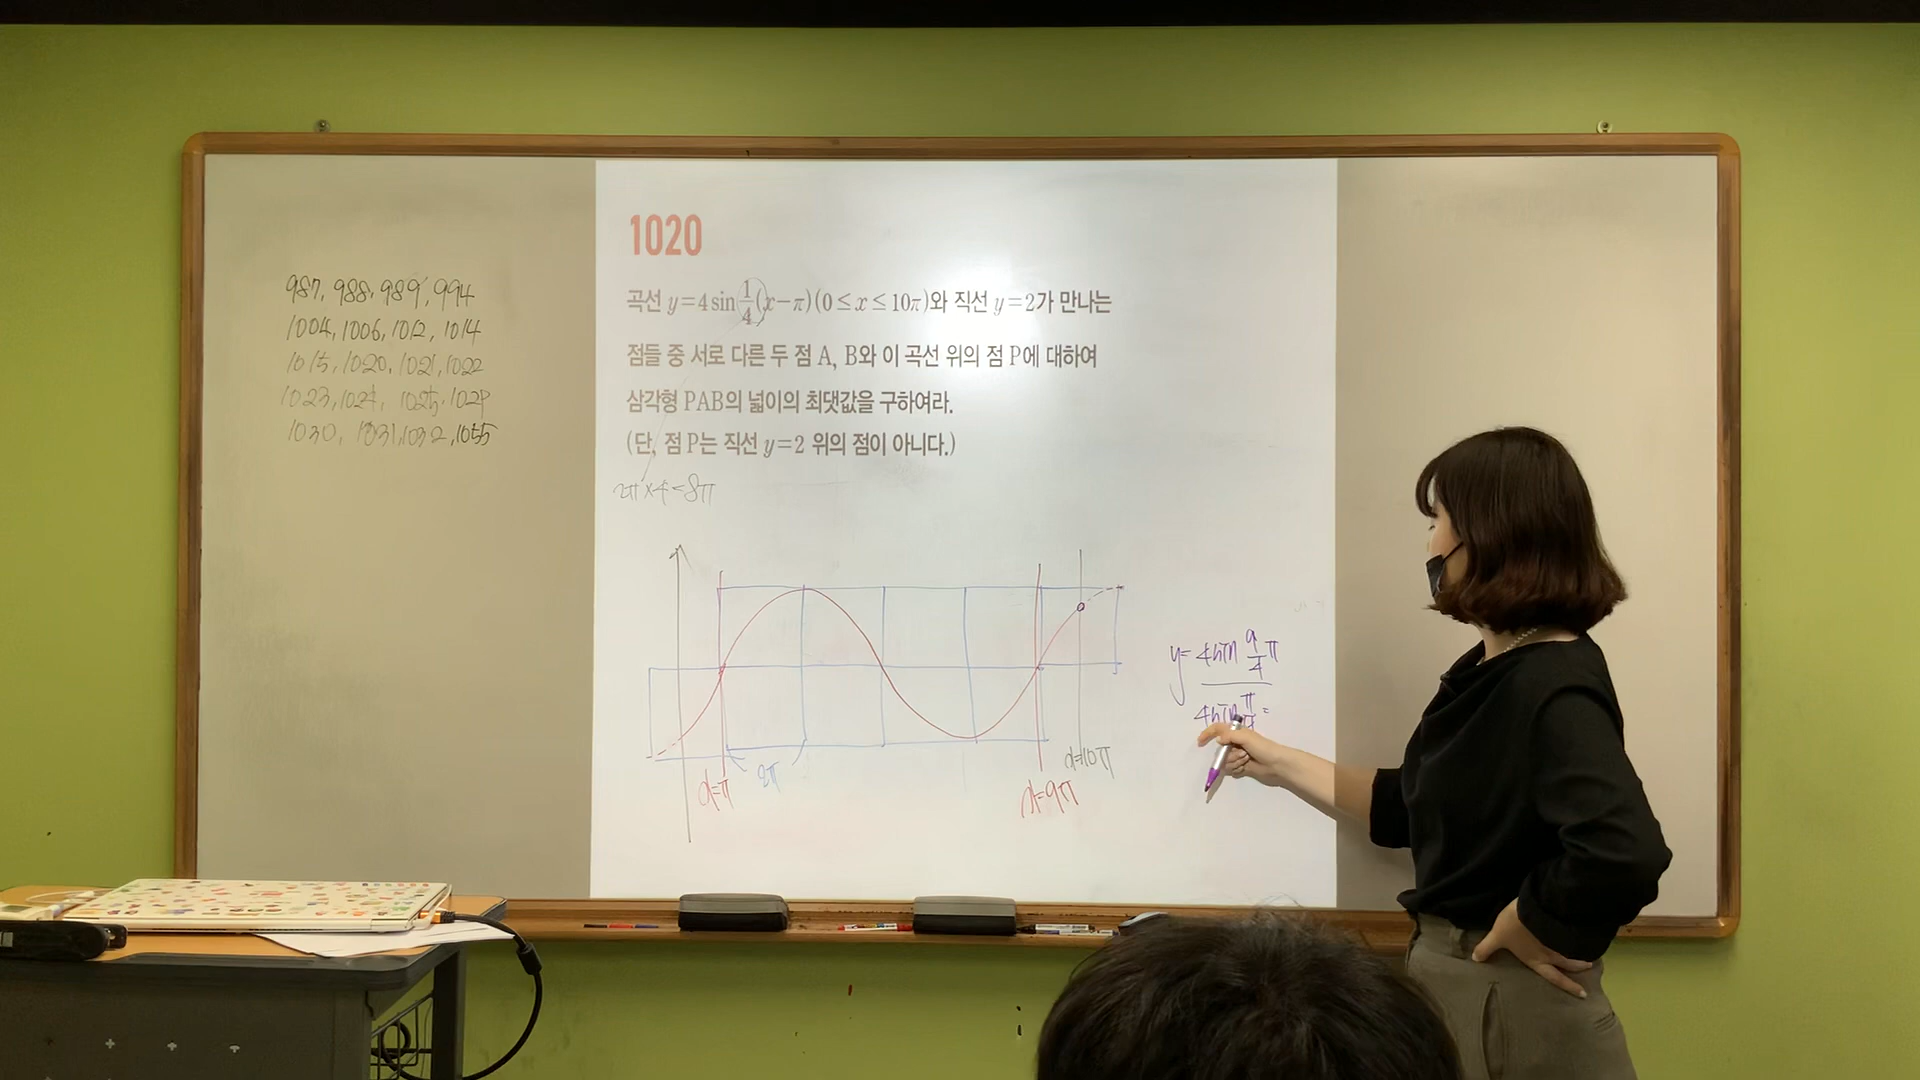 987, 988, 989, 994
1004, 1006, 1012, 1014
1015, 1020, 1021, 1022
1023, 1024, 1025, 1029
1030, 1031, 1032, 1055
1020
곡선 y=4sin 1/4(x−π)(0≤x≤10π)와 직선 y=2가 만나는
점들 중 서로 다른 두 점 A, B와 이 곡선 위의 점 P에 대하여
삼각형 PAB의 넓이의 최댓값을 구하여라.
(단, 점 P는 직선 y=2 위의 점이 아니다.)
2π×4=8π
y=4sin 9/4 π
4sin π/4 =
x=π
2π
x=9π
x=10π